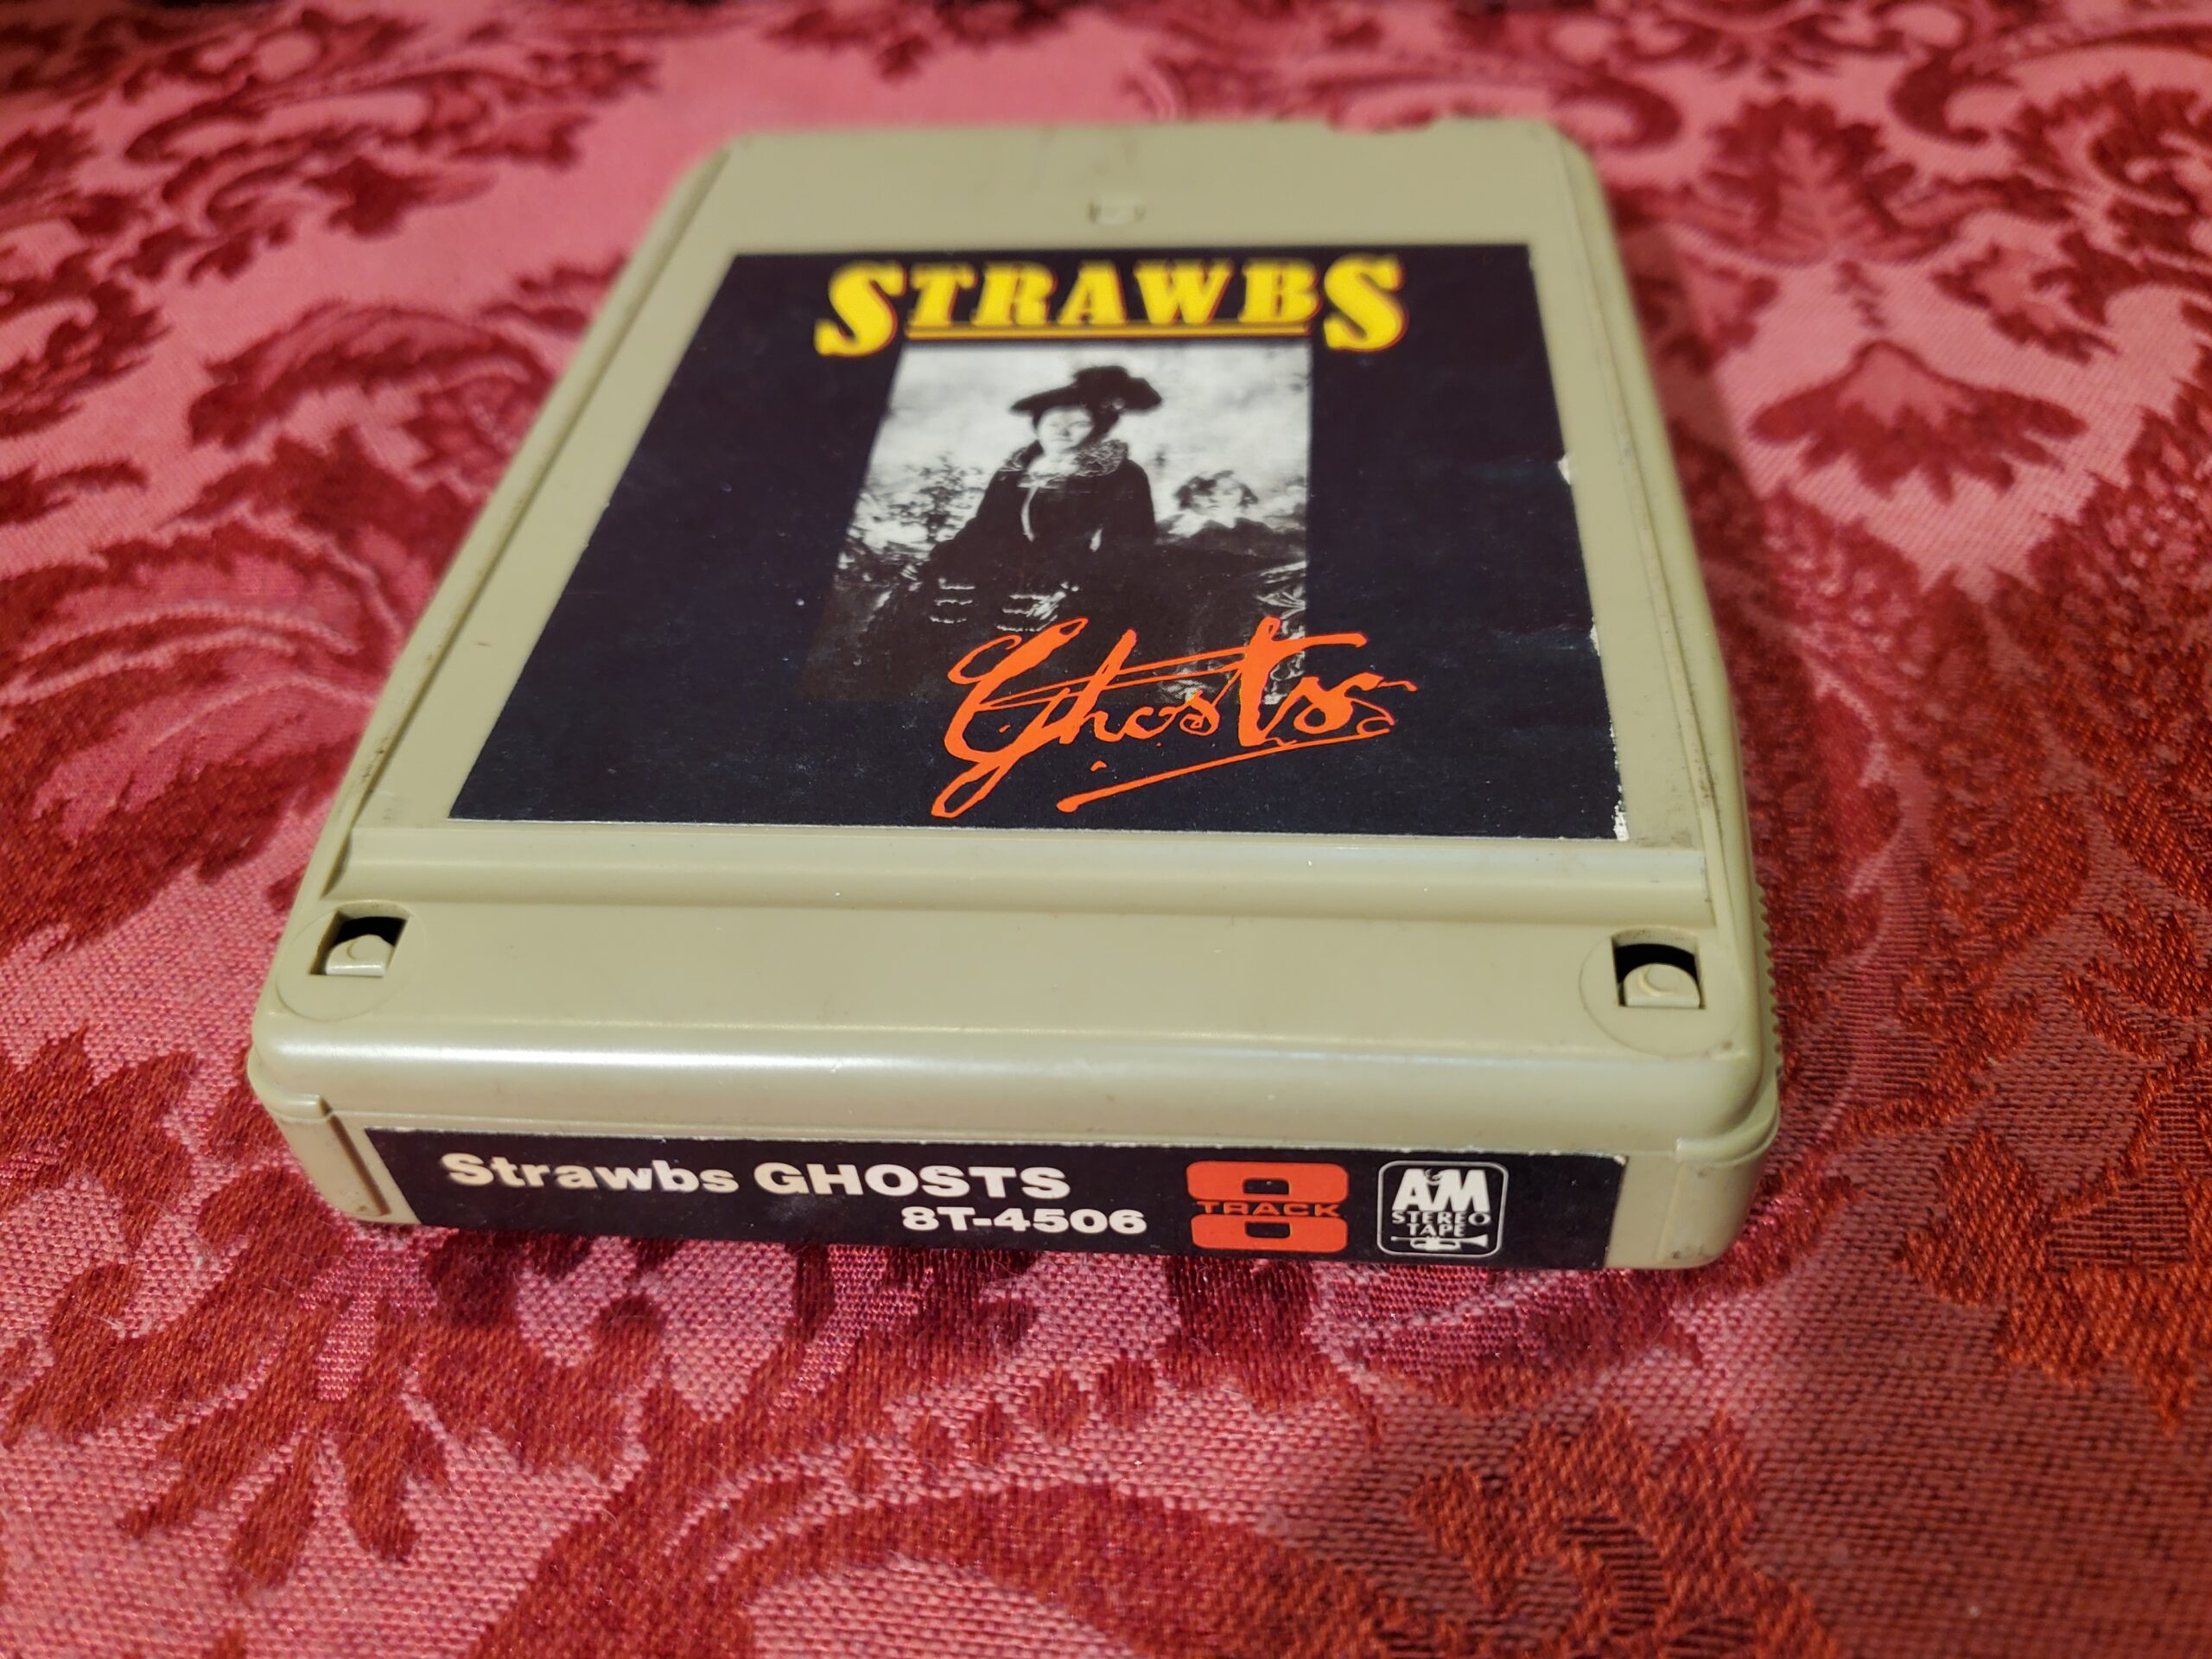 STRAWBS
Ghosts
Strawbs GHOSTS
8T-4506
8
TRACK
A&M
STEREO
TAPE